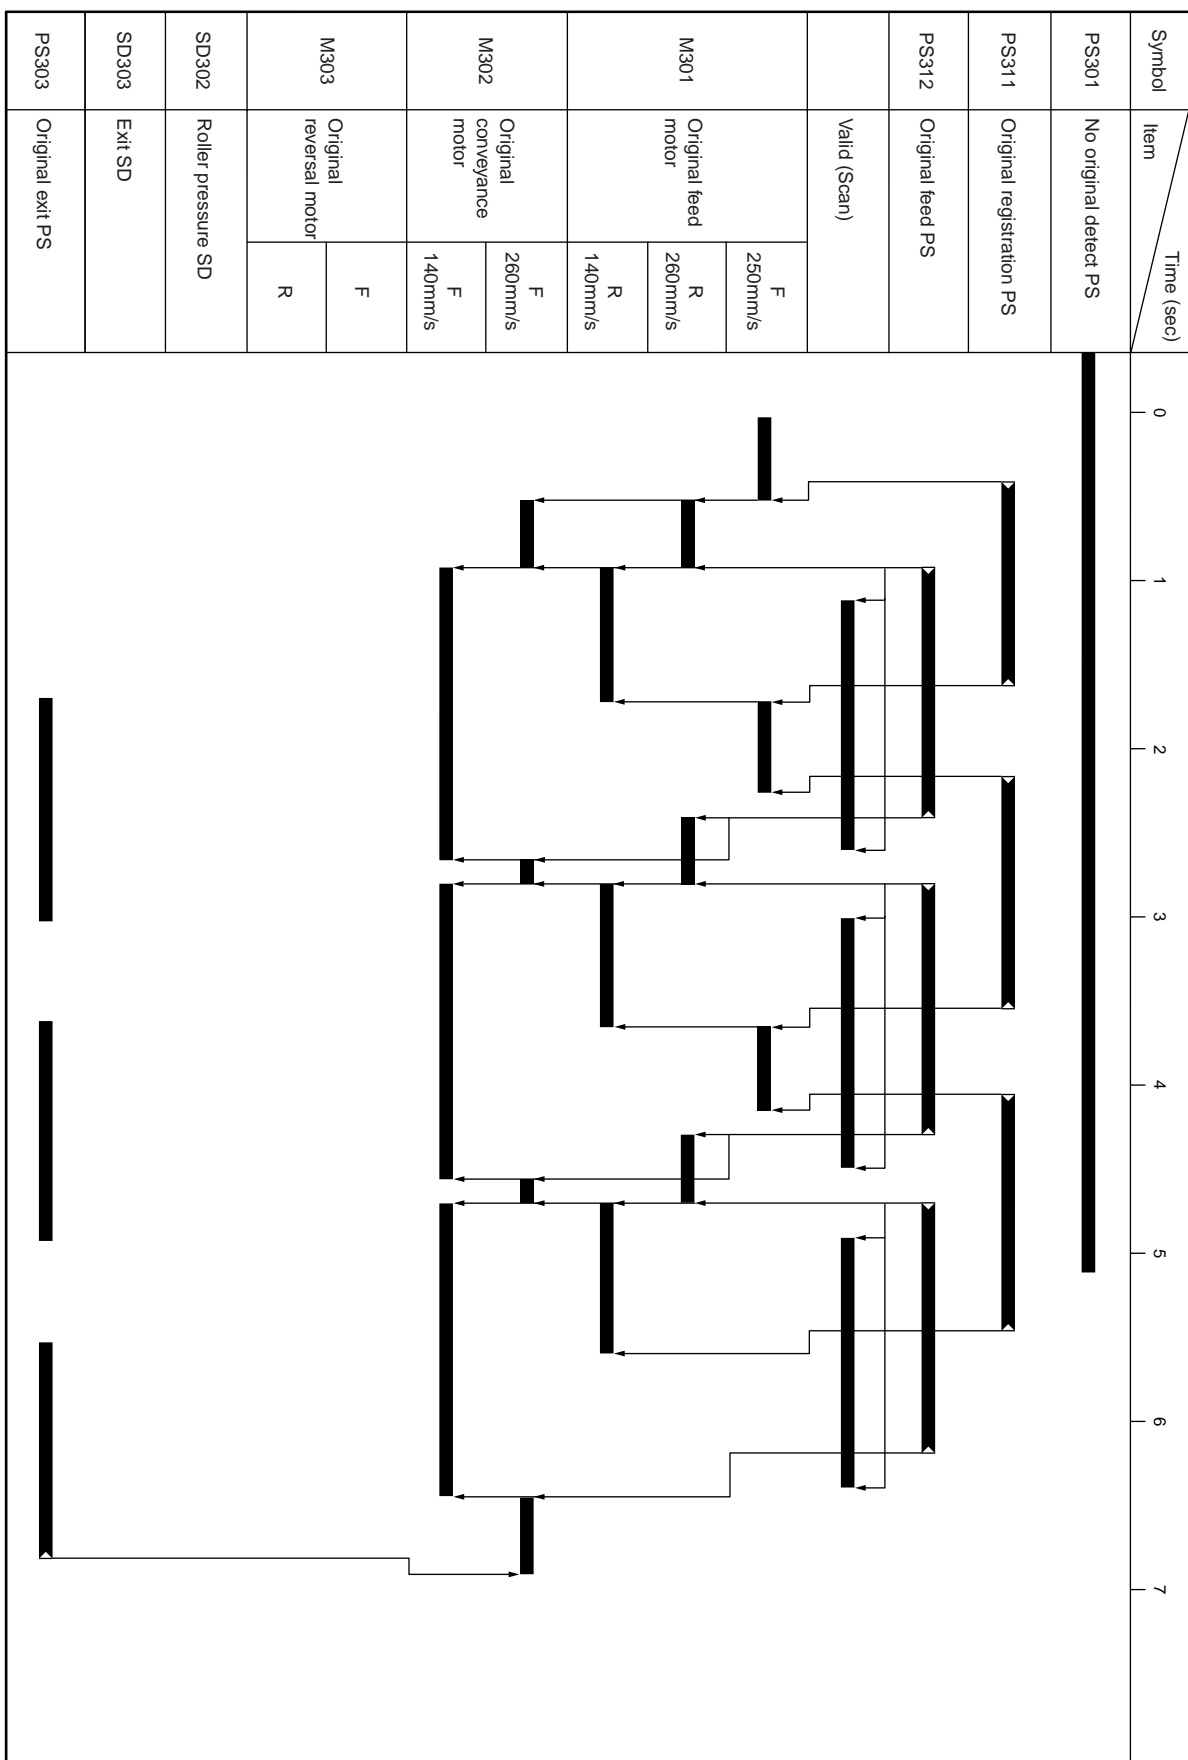 Symbol
Item
Time (sec)
0
1
2
3
4
5
6
7
PS301
No original detect PS
PS311
Original registration PS
PS312
Original feed PS
Valid (Scan)
M301
Original feed
motor
F
250mm/s
R
260mm/s
R
140mm/s
M302
Original
conveyance
motor
F
260mm/s
F
140mm/s
M303
Original
reversal motor
F
R
SD302
Roller pressure SD
SD303
Exit SD
PS303
Original exit PS